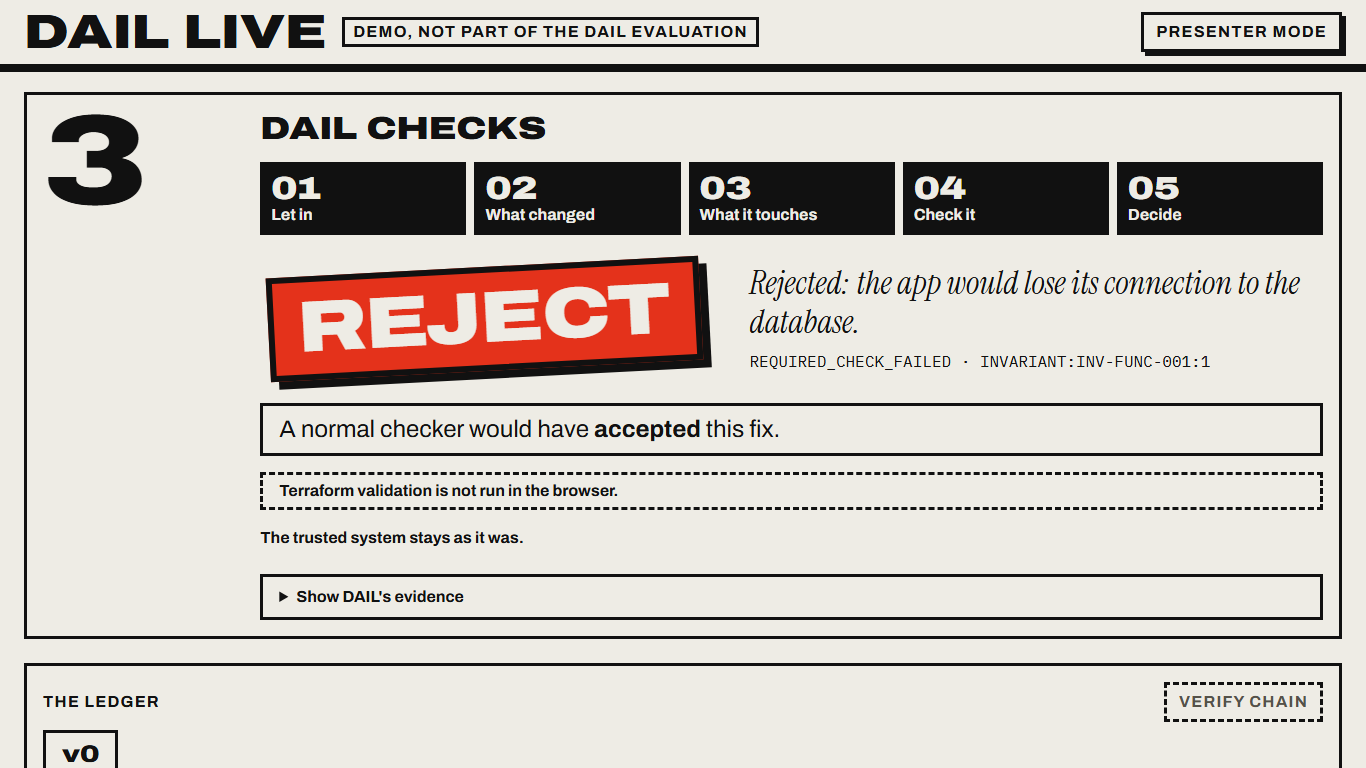 DAIL LIVE
DEMO, NOT PART OF THE DAIL EVALUATION
PRESENTER MODE
3
DAIL CHECKS
01
Let in
02
What changed
03
What it touches
04
Check it
05
Decide
REJECT
Rejected: the app would lose its connection to the
database.
REQUIRED_CHECK_FAILED · INVARIANT:INV-FUNC-001:1
A normal checker would have accepted this fix.
Terraform validation is not run in the browser.
The trusted system stays as it was.
Show DAIL's evidence
THE LEDGER
VERIFY CHAIN
v0